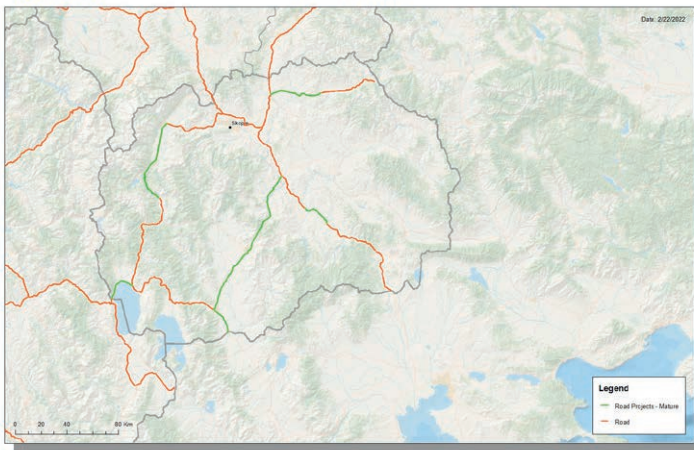 Date: 2/22/2022
Skopje
Legend
Road Projects - Mature
Road
0 20 40 80 Km